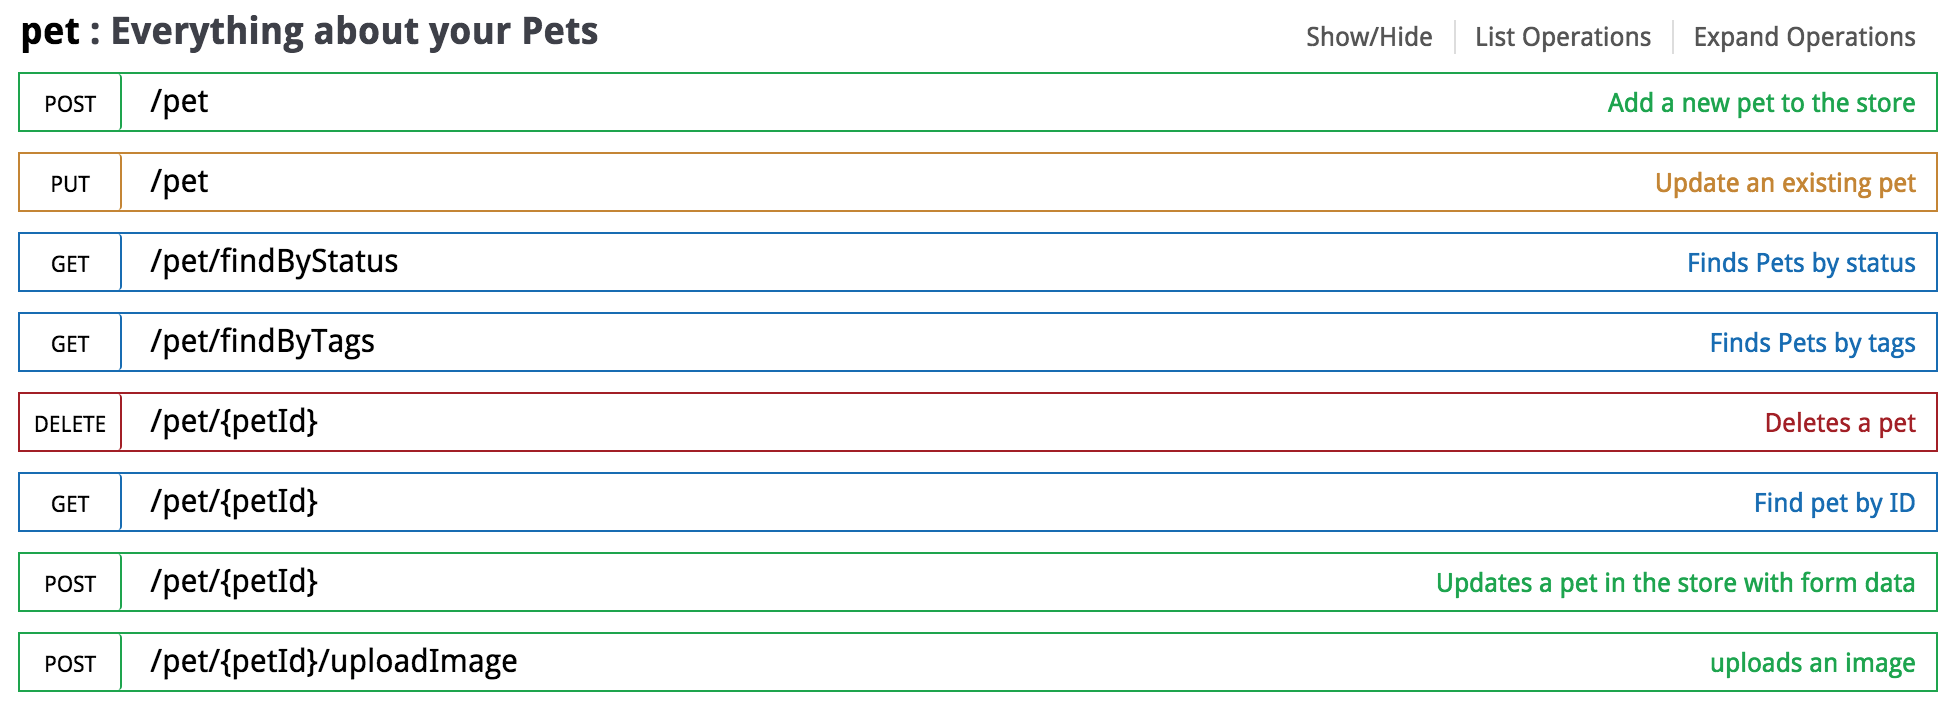 pet : Everything about your Pets
Show/Hide List Operations Expand Operations
POST /pet Add a new pet to the store
PUT /pet Update an existing pet
GET /pet/findByStatus Finds Pets by status
GET /pet/findByTags Finds Pets by tags
DELETE /pet/{petId} Deletes a pet
GET /pet/{petId} Find pet by ID
POST /pet/{petId} Updates a pet in the store with form data
POST /pet/{petId}/uploadImage uploads an image